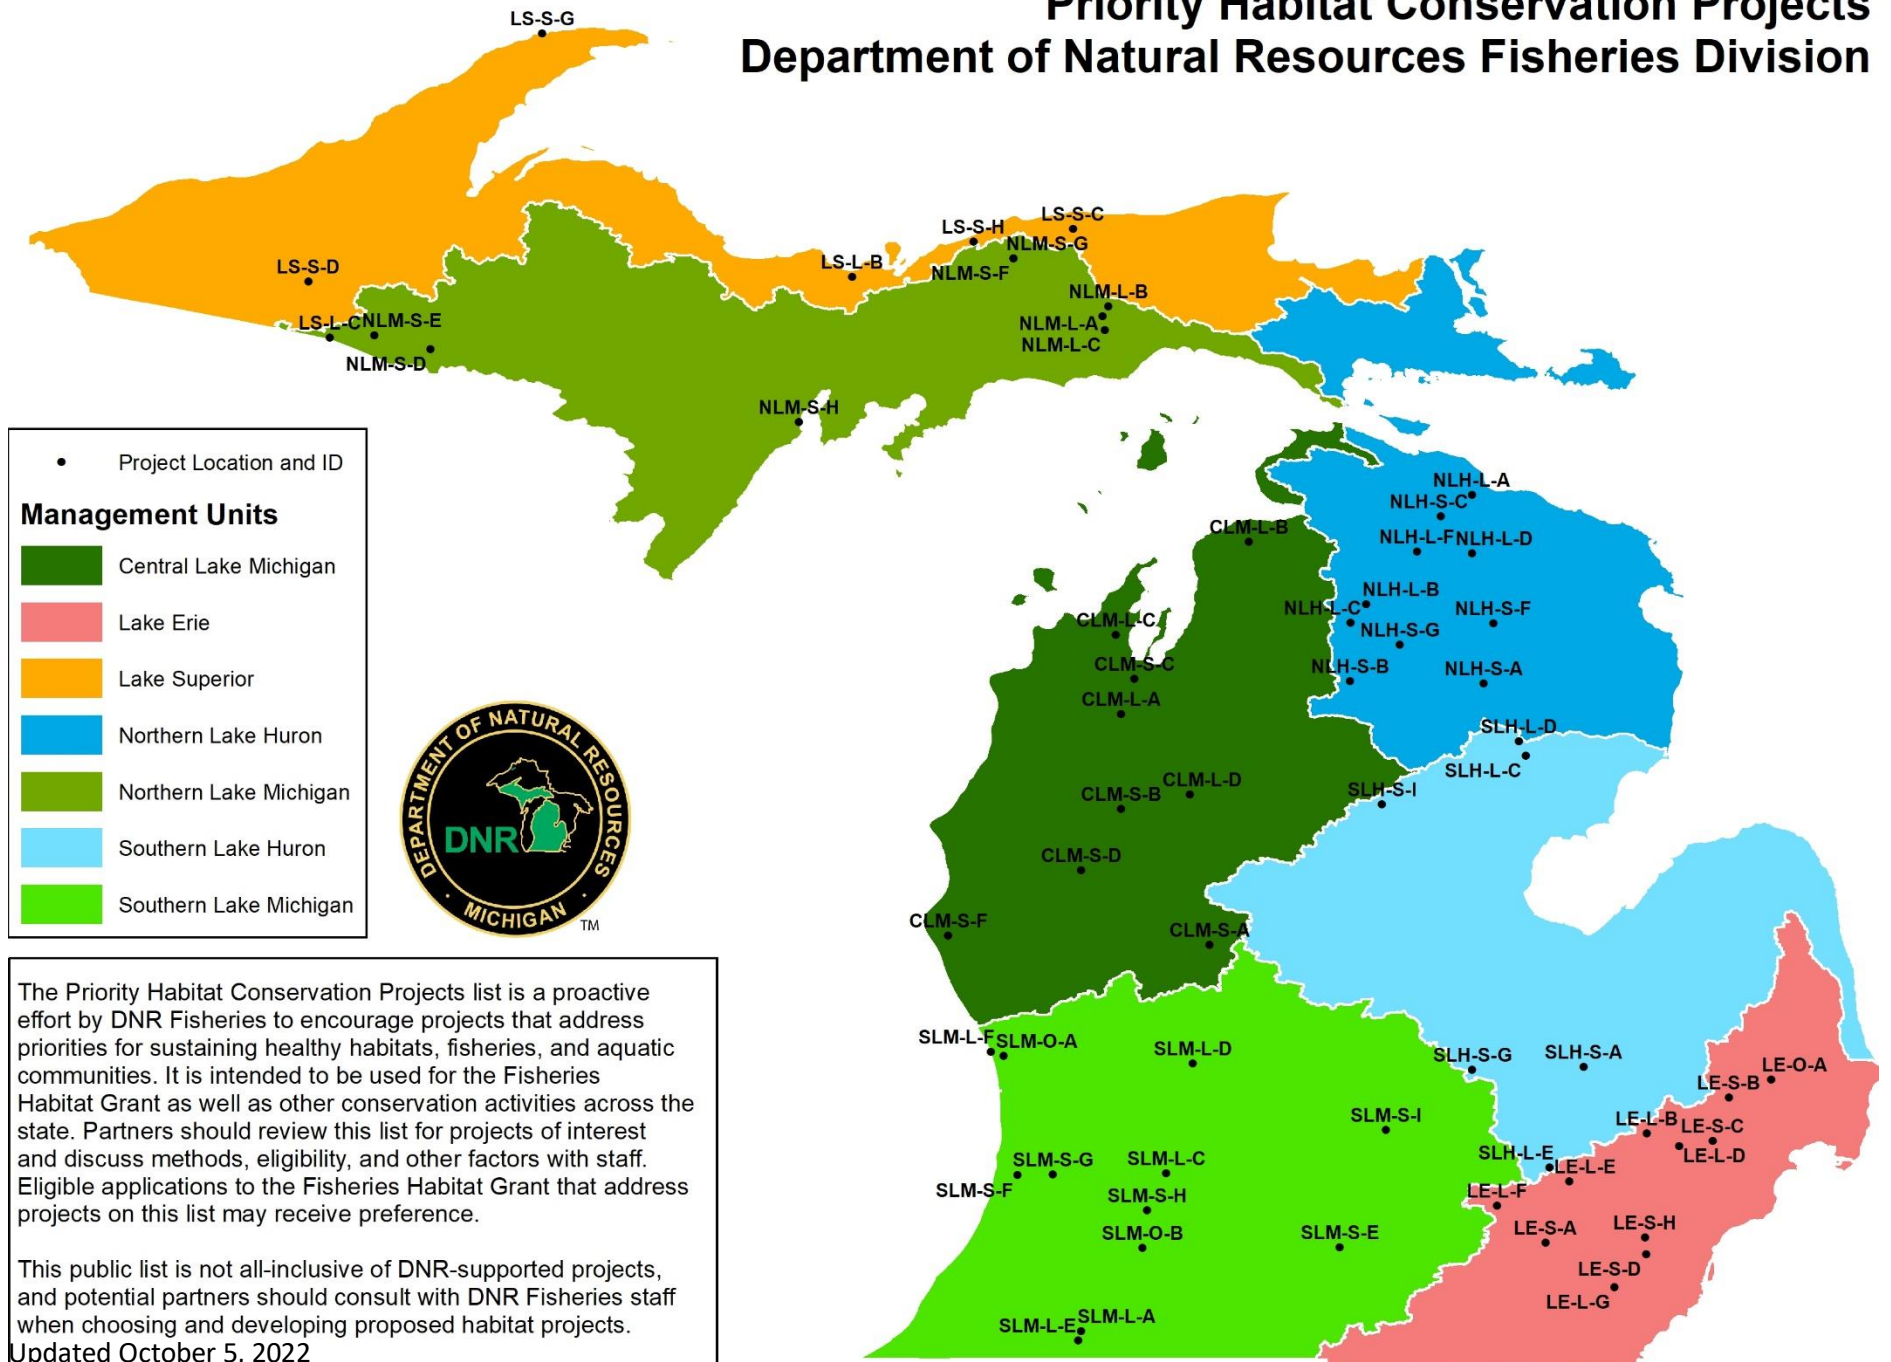 Priority Habitat Conservation Projects
Department of Natural Resources Fisheries Division
LS-S-G
LS-S-H
LS-S-C
NLM-S-G
LS-S-D
LS-L-B
NLM-S-F
NLM-L-B
LS-L-C
NLM-S-E
NLM-L-A
NLM-L-C
NLM-S-D
NLM-S-H
Project Location and ID
Management Units
Central Lake Michigan
Lake Erie
Lake Superior
Northern Lake Huron
Northern Lake Michigan
Southern Lake Huron
Southern Lake Michigan
DEPARTMENT OF NATURAL RESOURCES
DNR
MICHIGAN
TM
NLH-L-A
NLH-S-C
CLM-L-B
NLH-L-F
NLH-L-D
NLH-L-B
NLH-L-C
NLH-S-F
CLM-L-C
NLH-S-G
CLM-S-C
NLH-S-B
NLH-S-A
CLM-L-A
SLH-L-D
SLH-L-C
CLM-L-D
CLM-S-B
SLH-S-I
CLM-S-D
CLM-S-F
CLM-S-A
SLM-L-F
SLM-O-A
SLM-L-D
SLH-S-G
SLH-S-A
LE-O-A
LE-S-B
SLM-S-I
LE-L-B
LE-S-C
SLH-L-E
LE-L-D
SLM-S-G
SLM-L-C
LE-L-E
SLM-S-F
SLM-S-H
LE-L-F
SLM-O-B
SLM-S-E
LE-S-A
LE-S-H
LE-S-D
LE-L-G
SLM-L-E
SLM-L-A
The Priority Habitat Conservation Projects list is a proactive
effort by DNR Fisheries to encourage projects that address
priorities for sustaining healthy habitats, fisheries, and aquatic
communities. It is intended to be used for the Fisheries
Habitat Grant as well as other conservation activities across the
state. Partners should review this list for projects of interest
and discuss methods, eligibility, and other factors with staff.
Eligible applications to the Fisheries Habitat Grant that address
projects on this list may receive preference.
This public list is not all-inclusive of DNR-supported projects,
and potential partners should consult with DNR Fisheries staff
when choosing and developing proposed habitat projects.
Updated October 5, 2022